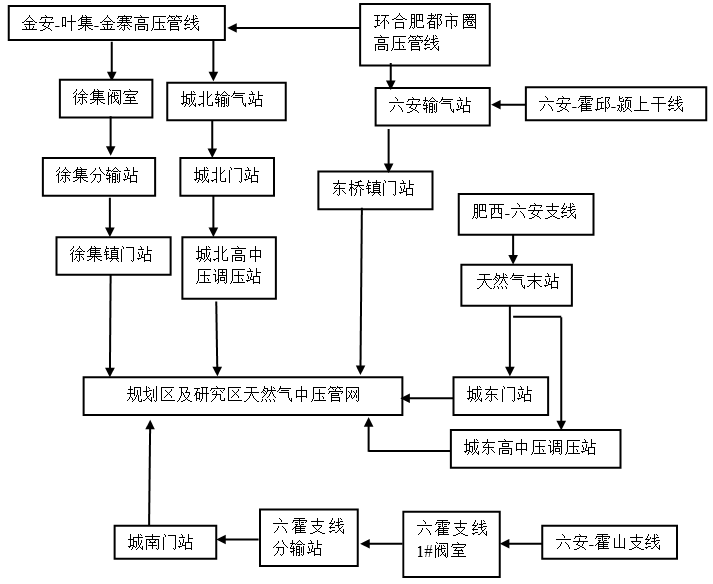 金安-叶集-金寨高压管线
环合肥都市圈
高压管线
徐集阀室
城北输气站
六安输气站
六安-霍邱-颍上干线
徐集分输站
城北门站
东桥镇门站
肥西-六安支线
徐集镇门站
城北高中
压调压站
天然气末站
规划区及研究区天然气中压管网
城东门站
城东高中压调压站
城南门站
六霍支线
分输站
六霍支线
1#阀室
六安-霍山支线